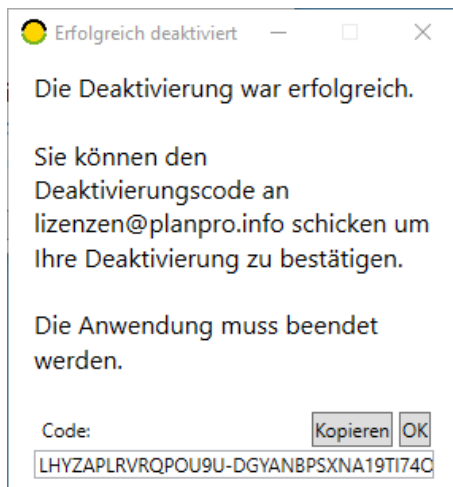 Erfolgreich deaktiviert
Die Deaktivierung war erfolgreich.
Sie können den
Deaktivierungscode an
lizenzen@planpro.info schicken um
Ihre Deaktivierung zu bestätigen.
Die Anwendung muss beendet
werden.
Code:
Kopieren OK
LHYZAPLRVRQPOU9U-DGYANBPSXNA19TI74